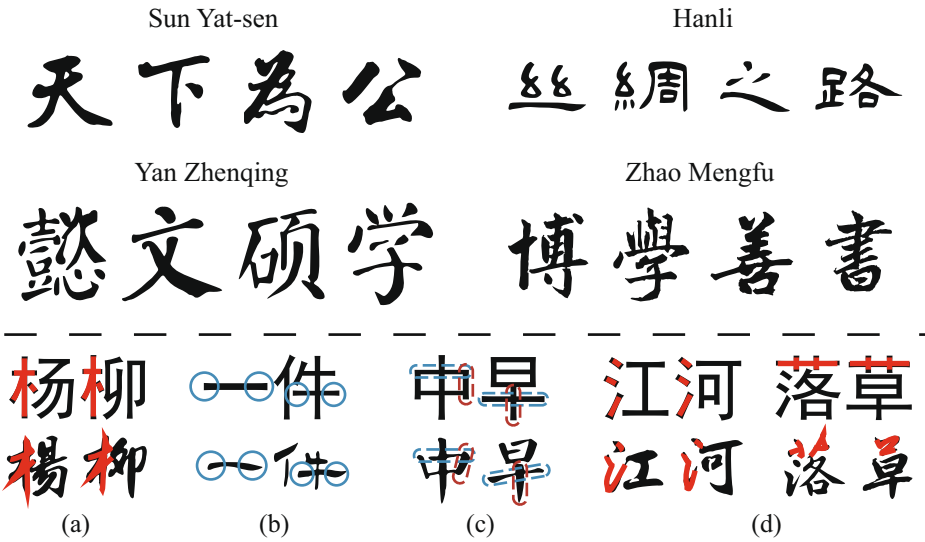 Sun Yat-sen Hanli
天下為公 絲綢之路
Yan Zhenqing Zhao Mengfu
懿文硕学 博學善書
杨柳 一件 申早 江河 落草
楊柳 一件 申早 江河 落草
(a) (b) (c) (d)